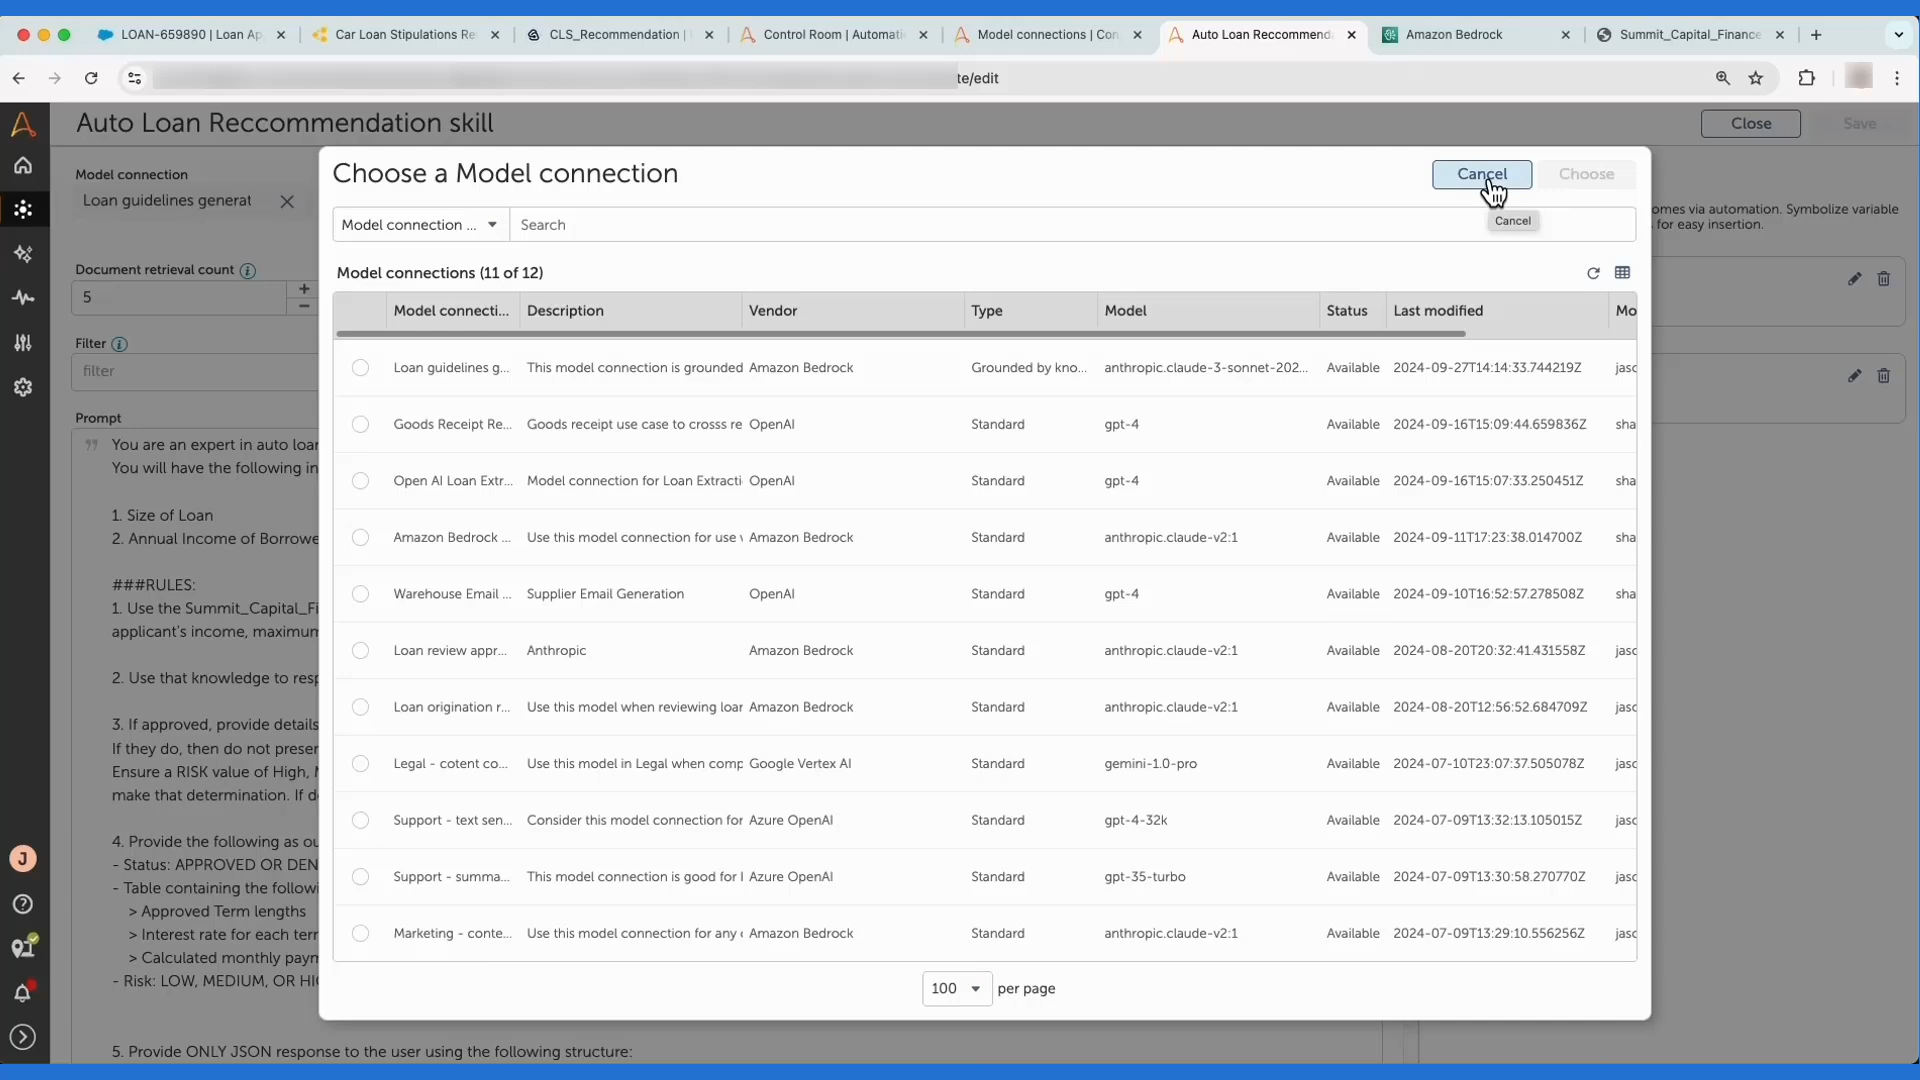 LOAN-659890 | Loan Ap
Car Loan Stipulations Re
CLS_Recommendation |
Control Room | Automati
Model connections | Con
Auto Loan Reccommend
Amazon Bedrock
Summit_Capital_Finance
te/edit
Auto Loan Reccommendation skill
Close
Save
Model connection
Loan guidelines generat
Document retrieval count
5
Filter
filter
Prompt
You are an expert in auto loar
You will have the following in
1. Size of Loan
2. Annual Income of Borrowe
###RULES:
1. Use the Summit_Capital_Fi
applicant's income, maximum
2. Use that knowledge to resp
3. If approved, provide details
If they do, then do not preser
Ensure a RISK value of High, M
make that determination. If d
4. Provide the following as ou
- Status: APPROVED OR DEN
- Table containing the followi
> Approved Term lengths
> Interest rate for each tern
> Calculated monthly paym
- Risk: LOW, MEDIUM, OR HIG
5. Provide ONLY JSON response to the user using the following structure:
omes via automation. Symbolize variable
for easy insertion.
J
Choose a Model connection
Cancel
Choose
Cancel
Model connection ...
Search
Model connections (11 of 12)
Model connecti... Description Vendor Type Model Status Last modified Mo
Loan guidelines g... This model connection is grounded Amazon Bedrock Grounded by kno... anthropic.claude-3-sonnet-202... Available 2024-09-27T14:14:33.744219Z jasc
Goods Receipt Re... Goods receipt use case to crosss re OpenAI Standard gpt-4 Available 2024-09-16T15:09:44.659836Z sha
Open AI Loan Extr... Model connection for Loan Extracti OpenAI Standard gpt-4 Available 2024-09-16T15:07:33.250451Z sha
Amazon Bedrock ... Use this model connection for use v Amazon Bedrock Standard anthropic.claude-v2:1 Available 2024-09-11T17:23:38.014700Z sha
Warehouse Email ... Supplier Email Generation OpenAI Standard gpt-4 Available 2024-09-10T16:52:57.278508Z sha
Loan review appr... Anthropic Amazon Bedrock Standard anthropic.claude-v2:1 Available 2024-08-20T20:32:41.431558Z jasc
Loan origination r... Use this model when reviewing loar Amazon Bedrock Standard anthropic.claude-v2:1 Available 2024-08-20T12:56:52.684709Z jasc
Legal - cotent co... Use this model in Legal when comp Google Vertex AI Standard gemini-1.0-pro Available 2024-07-10T23:07:37.505078Z jasc
Support - text sen... Consider this model connection for Azure OpenAI Standard gpt-4-32k Available 2024-07-09T13:32:13.105015Z jasc
Support - summa... This model connection is good for l Azure OpenAI Standard gpt-35-turbo Available 2024-07-09T13:30:58.270770Z jasc
Marketing - conte... Use this model connection for any c Amazon Bedrock Standard anthropic.claude-v2:1 Available 2024-07-09T13:29:10.556256Z jasc
100 per page